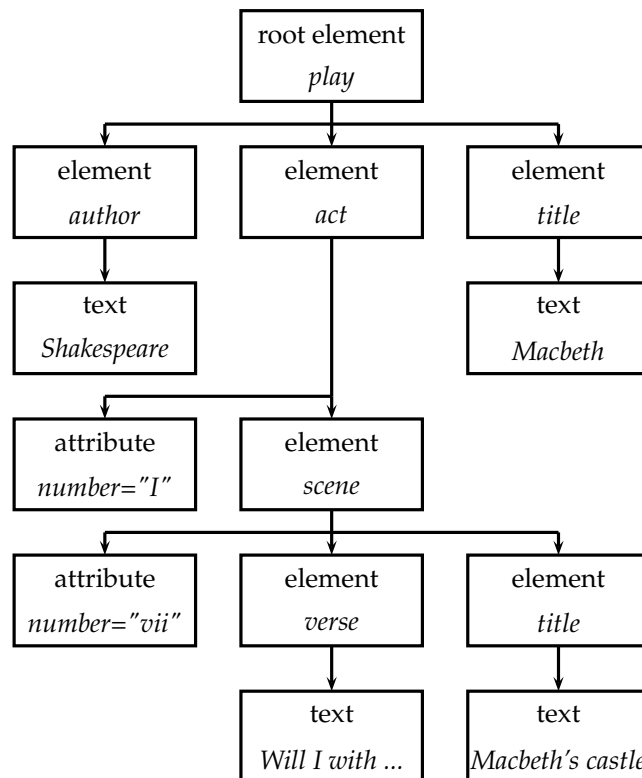 root element
play
element
author
element
act
element
title
text
Shakespeare
text
Macbeth
attribute
number="I"
element
scene
attribute
number="vii"
element
verse
element
title
text
Will I with ...
text
Macbeth's castle